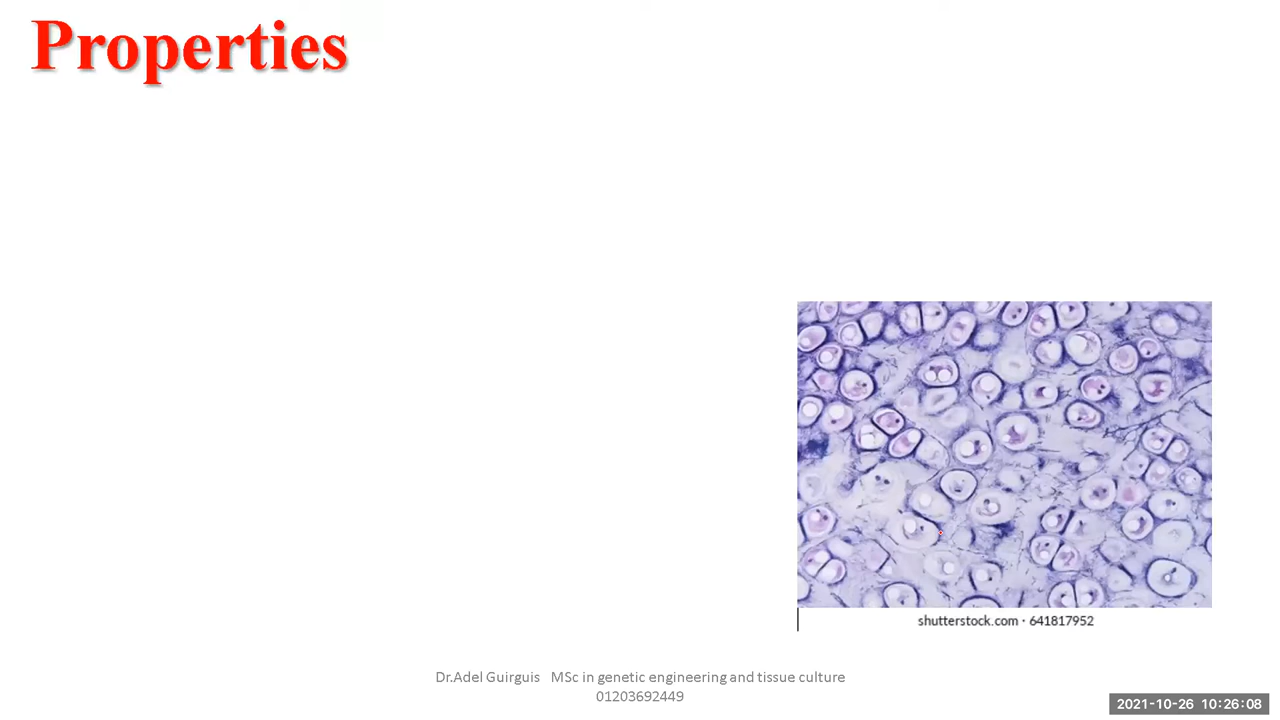 Properties
shutterstock.com · 641817952
Dr.Adel Guirguis MSc in genetic engineering and tissue culture
01203692449
2021-10-26 10:26:08